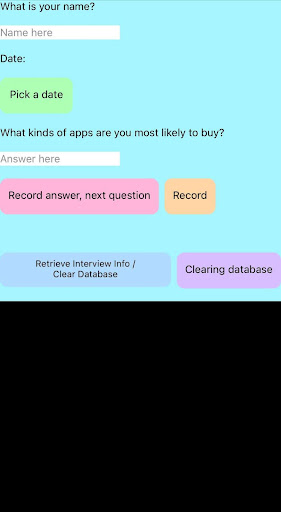 What is your name?
Name here
Date:
Pick a date
What kinds of apps are you most likely to buy?
Answer here
Record answer, next question
Record
Retrieve Interview Info /
Clear Database
Clearing database